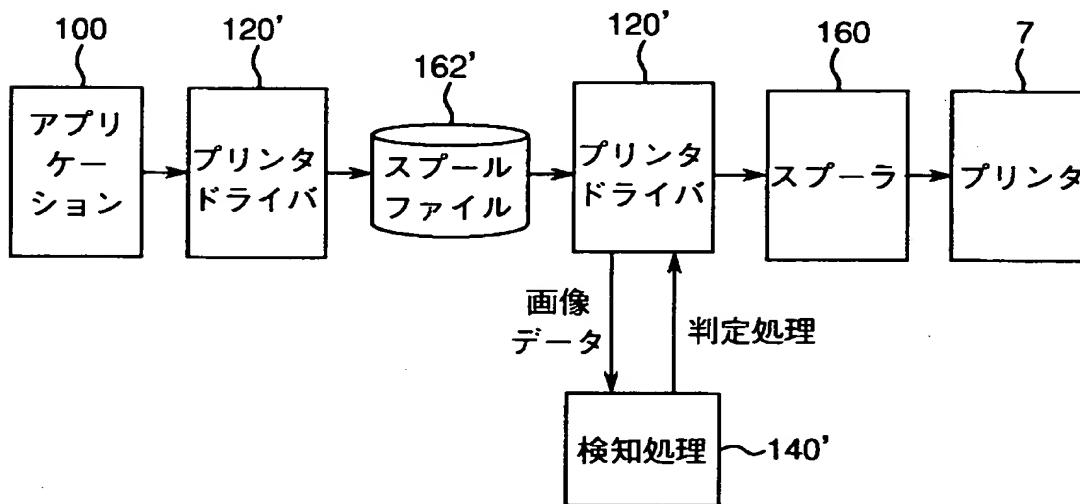 100
120’
162’
120’
160
7
アプリ
ケー
ション
プリンタ
ドライバ
スプール
ファイル
プリンタ
ドライバ
スプーラ
プリンタ
画像
データ
判定処理
検知処理
140’